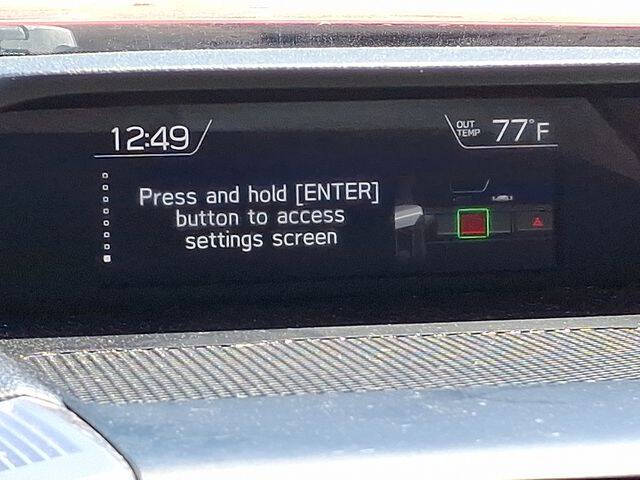 12:49
OUT
TEMP
77°F
Press and hold [ENTER]
button to access
settings screen